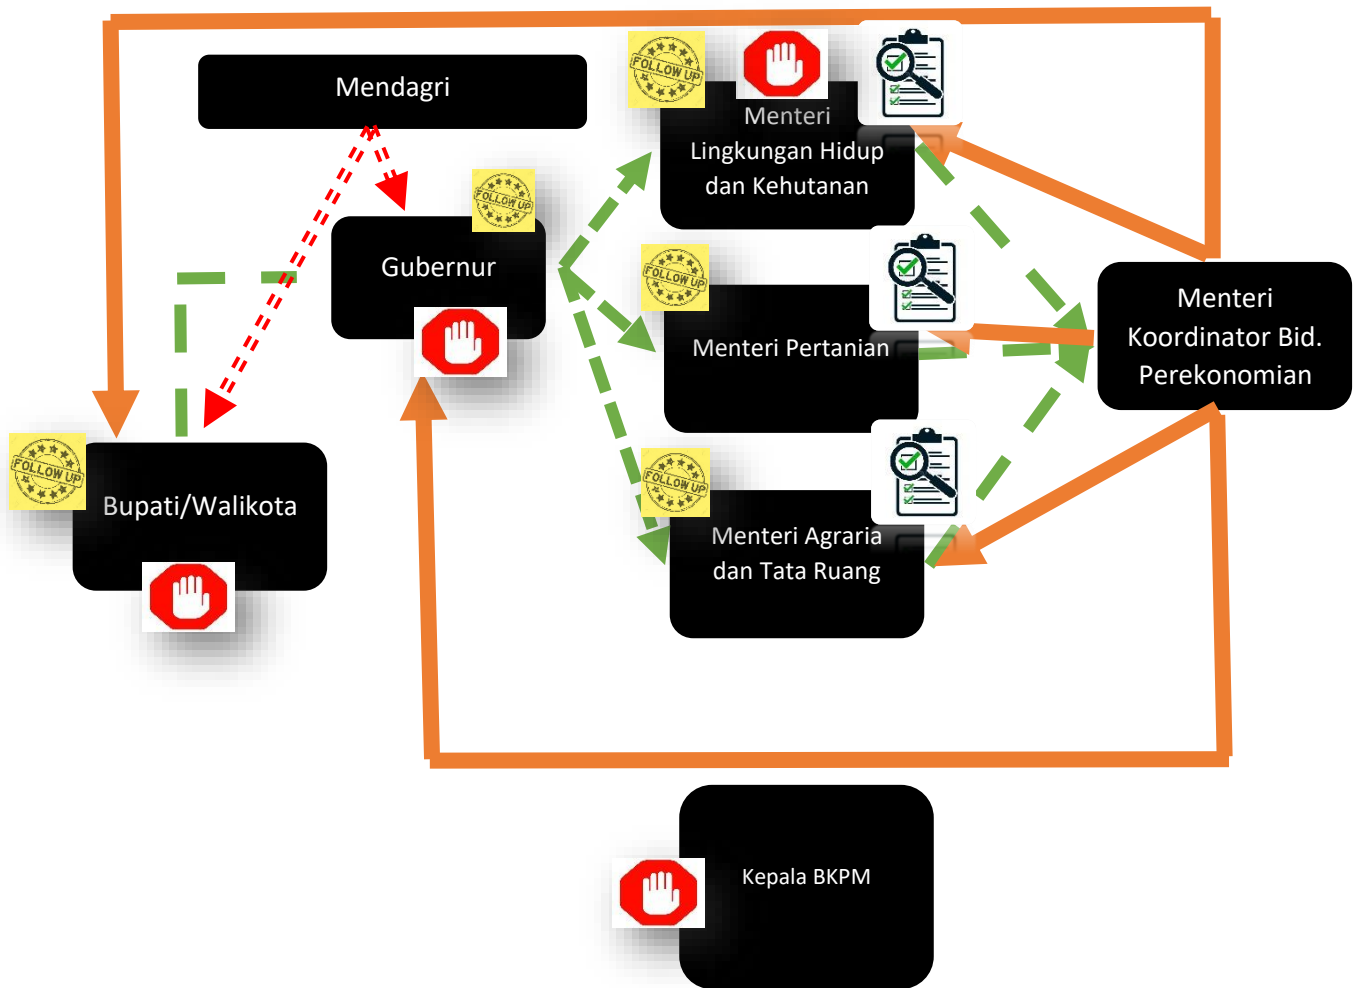 Mendagri
FOLLOW UP
Menteri
Lingkungan Hidup
dan Kehutanan
FOLLOW UP
Gubernur
FOLLOW UP
Menteri Pertanian
Menteri
Koordinator Bid.
Perekonomian
FOLLOW UP
Bupati/Walikota
FOLLOW UP
Menteri Agraria
dan Tata Ruang
Kepala BKPM